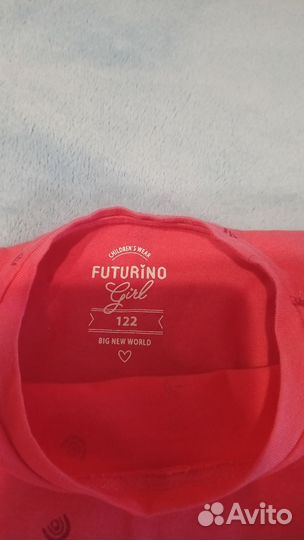 CHILDREN'S WEAR
FUTURINO
Girl
122
BIG NEW WORLD
Avito